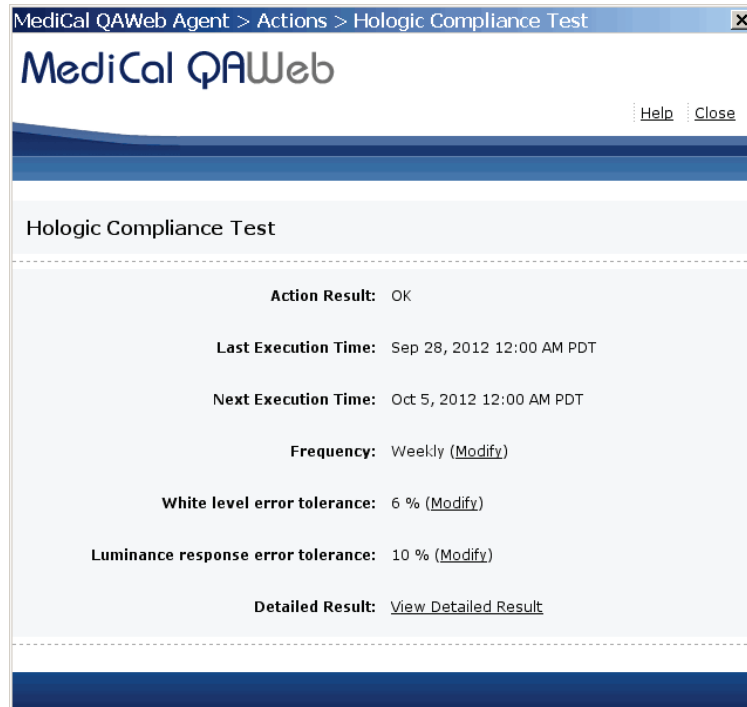 MediCal QAWeb Agent > Actions > Hologic Compliance Test
MediCal QAWeb
Help Close
Hologic Compliance Test
Action Result: OK
Last Execution Time: Sep 28, 2012 12:00 AM PDT
Next Execution Time: Oct 5, 2012 12:00 AM PDT
Frequency: Weekly (Modify)
White level error tolerance: 6 % (Modify)
Luminance response error tolerance: 10 % (Modify)
Detailed Result: View Detailed Result